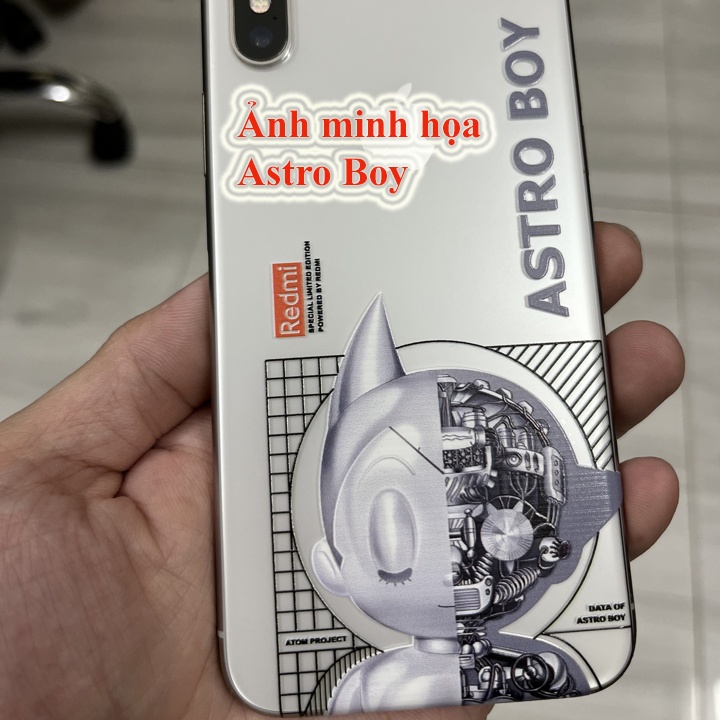 Ảnh minh họa
Astro Boy
ASTRO BOY
Redmi
SPECIAL LIMITED EDITION
POWERED BY REDMI
ATOM PROJECT
DATA OF
ASTRO BOY